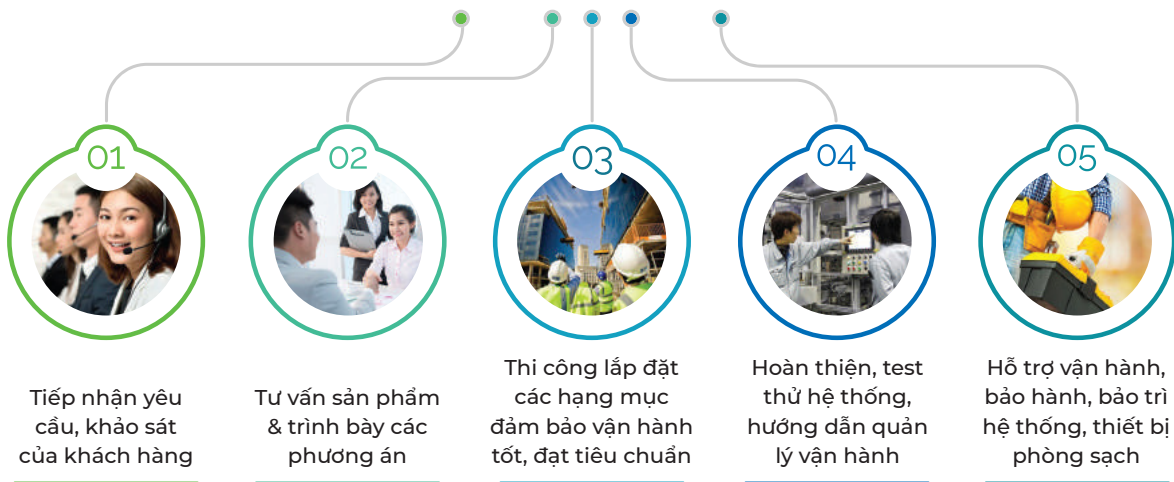 01
Tiếp nhận yêu
cầu, khảo sát
của khách hàng
02
Tư vấn sản phẩm
& trình bày các
phương án
03
Thi công lắp đặt
các hạng mục
đảm bảo vận hành
tốt, đạt tiêu chuẩn
04
Hoàn thiện, test
thử hệ thống,
hướng dẫn quản
lý vận hành
05
Hỗ trợ vận hành,
bảo hành, bảo trì
hệ thống, thiết bị
phòng sạch